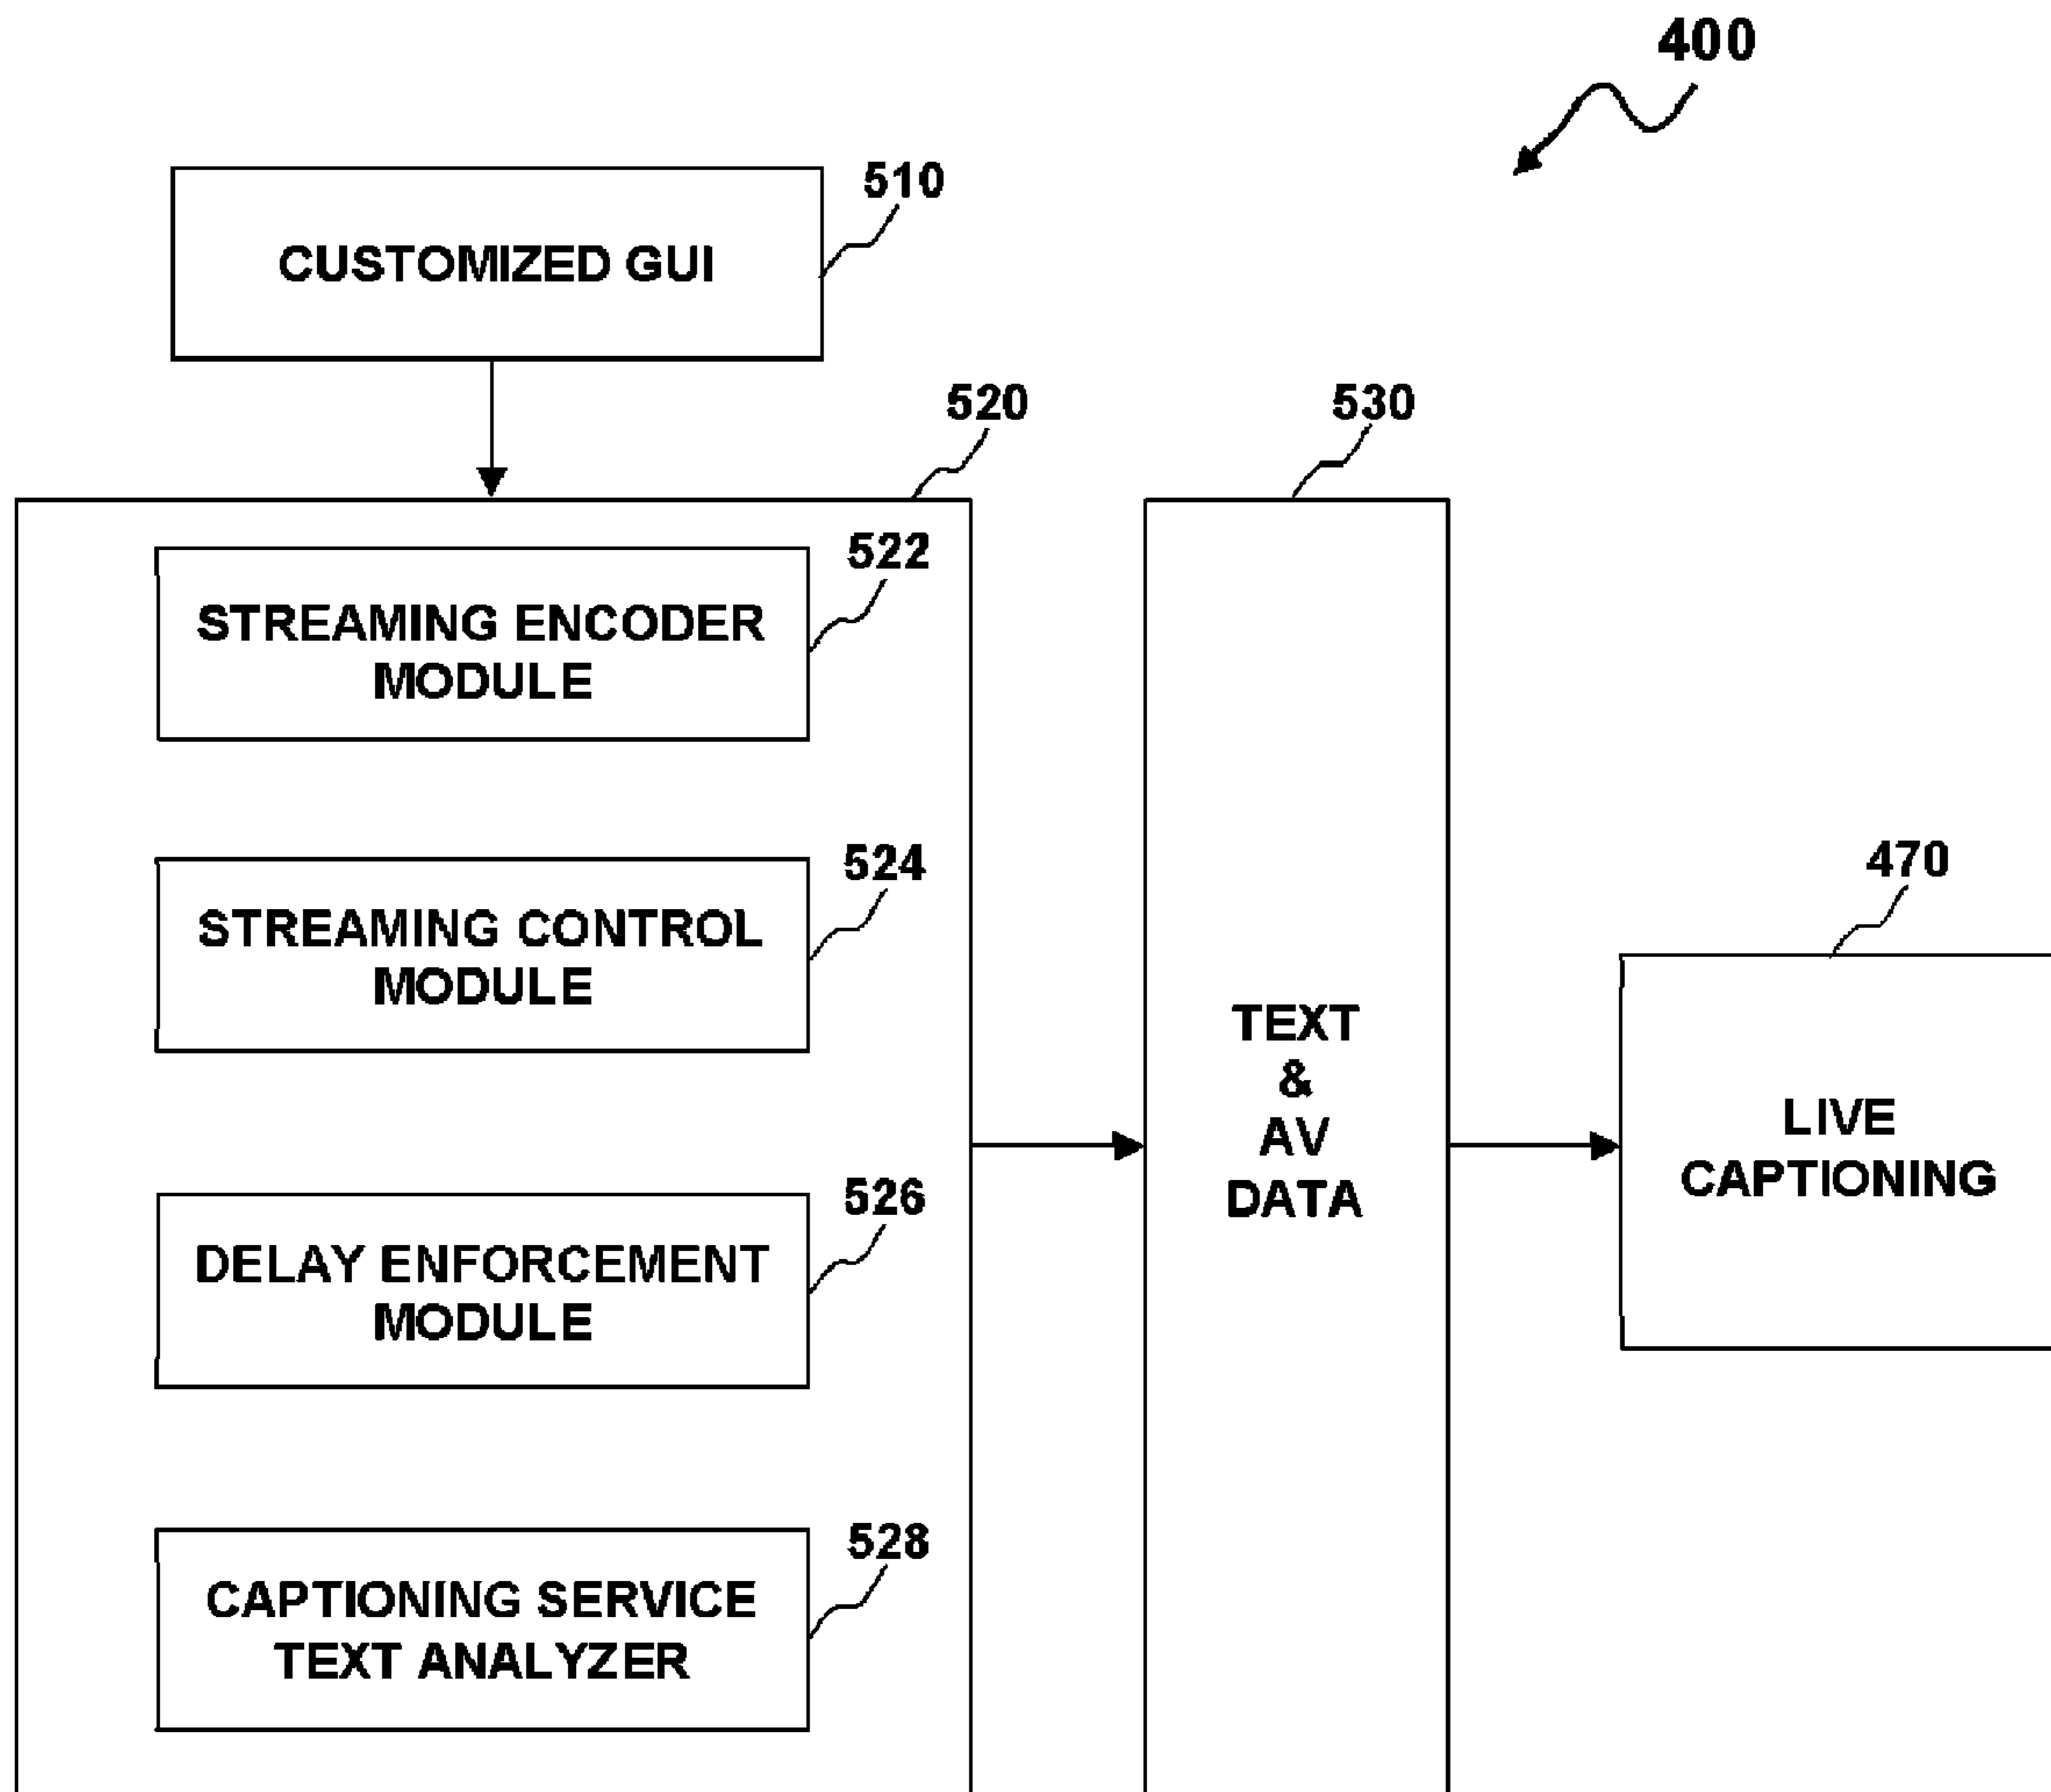 400
510
CUSTOMIZED GUI
520
530
522
STREAMING ENCODER
MODULE
524
STREAMING CONTROL
MODULE
526
DELAY ENFORCEMENT
MODULE
528
CAPTIONING SERVICE
TEXT ANALYZER
TEXT
&
AV
DATA
470
LIVE
CAPTIONING